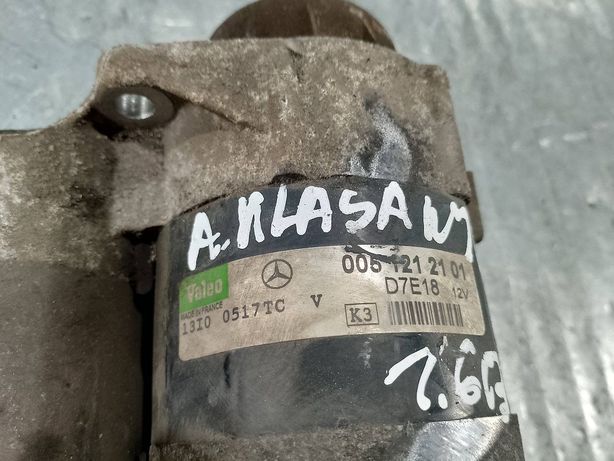 A.KLASA W
005 121 21 01
Valeo
D7E18 12V
MADE IN FRANCE
13I0 0517TC V K3